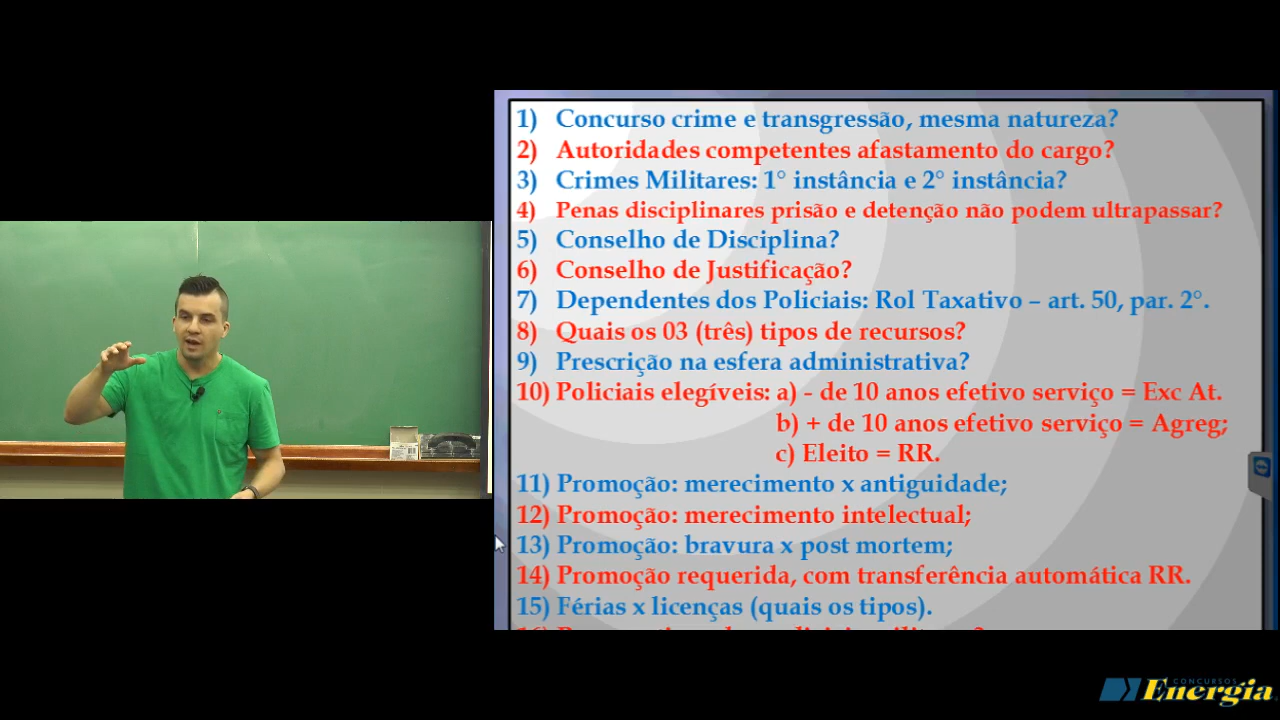 1) Concurso crime e transgressão, mesma natureza?
2) Autoridades competentes afastamento do cargo?
3) Crimes Militares: 1° instância e 2° instância?
4) Penas disciplinares prisão e detenção não podem ultrapassar?
5) Conselho de Disciplina?
6) Conselho de Justificação?
7) Dependentes dos Policiais: Rol Taxativo – art. 50, par. 2°.
8) Quais os 03 (três) tipos de recursos?
9) Prescrição na esfera administrativa?
10) Policiais elegíveis: a) - de 10 anos efetivo serviço = Exc At.
b) + de 10 anos efetivo serviço = Agreg;
c) Eleito = RR.
11) Promoção: merecimento x antiguidade;
12) Promoção: merecimento intelectual;
13) Promoção: bravura x post mortem;
14) Promoção requerida, com transferência automática RR.
15) Férias x licenças (quais os tipos).
CONCURSOS
Energia